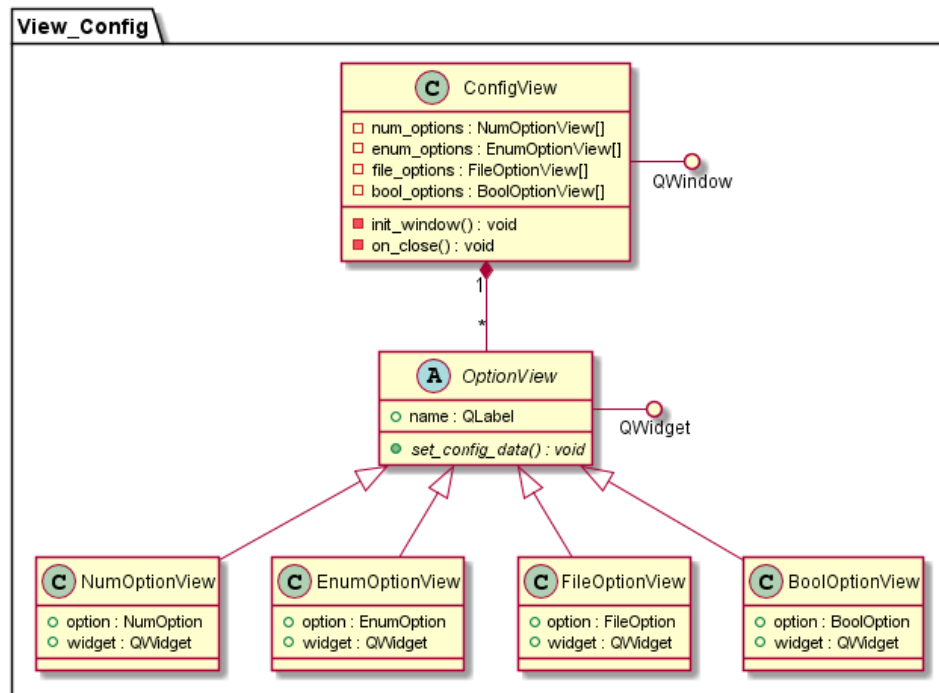 View_Config
C ConfigView
num_options : NumOptionView[]
enum_options : EnumOptionView[]
file_options : FileOptionView[]
bool_options : BoolOptionView[]
init_window() : void
on_close() : void
QWindow
1
*
A OptionView
name : QLabel
set_config_data() : void
QWidget
C NumOptionView
option : NumOption
widget : QWidget
C EnumOptionView
option : EnumOption
widget : QWidget
C FileOptionView
option : FileOption
widget : QWidget
C BoolOptionView
option : BoolOption
widget : QWidget